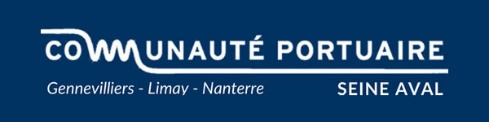 COMMUNAUTÉ PORTUAIRE
Gennevilliers - Limay - Nanterre SEINE AVAL